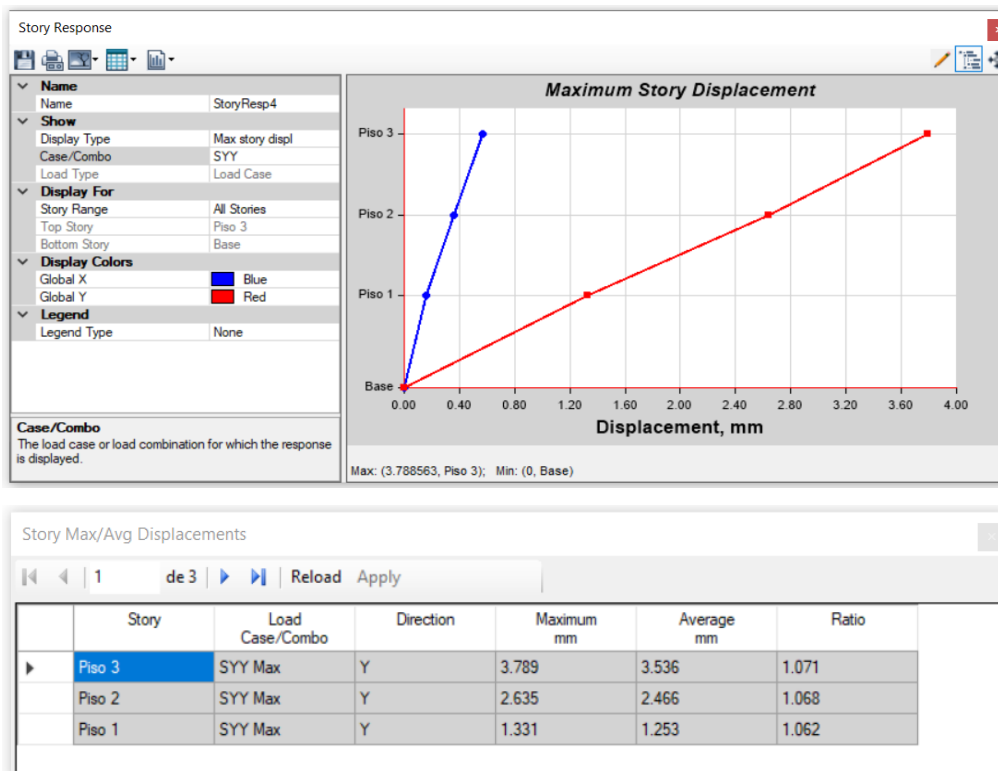 Story Response
Name
Name StoryResp4
Show
Display Type Max story displ
Case/Combo SYY
Load Type Load Case
Display For
Story Range All Stories
Top Story Piso 3
Bottom Story Base
Display Colors
Global X Blue
Global Y Red
Legend
Legend Type None
Case/Combo
The load case or load combination for which the response
is displayed.
Maximum Story Displacement
Piso 3
Piso 2
Piso 1
Base
0.00 0.40 0.80 1.20 1.60 2.00 2.40 2.80 3.20 3.60 4.00
Displacement, mm
Max: (3.788563, Piso 3); Min: (0, Base)
Story Max/Avg Displacements
1 de 3 Reload Apply
Story Load Case/Combo Direction Maximum mm Average mm Ratio
Piso 3 SYY Max Y 3.789 3.536 1.071
Piso 2 SYY Max Y 2.635 2.466 1.068
Piso 1 SYY Max Y 1.331 1.253 1.062